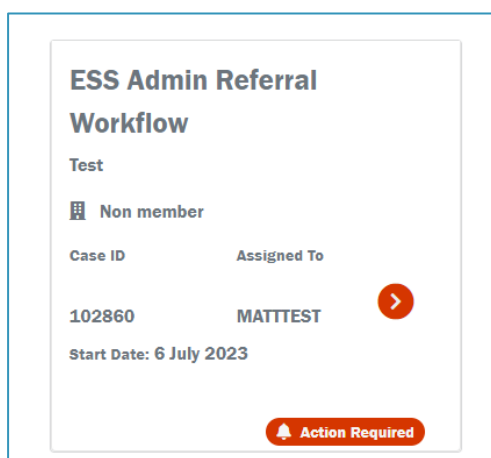 ESS Admin Referral
Workflow
Test
Non member
Case ID Assigned To
102860 MATTTEST
Start Date: 6 July 2023
Action Required